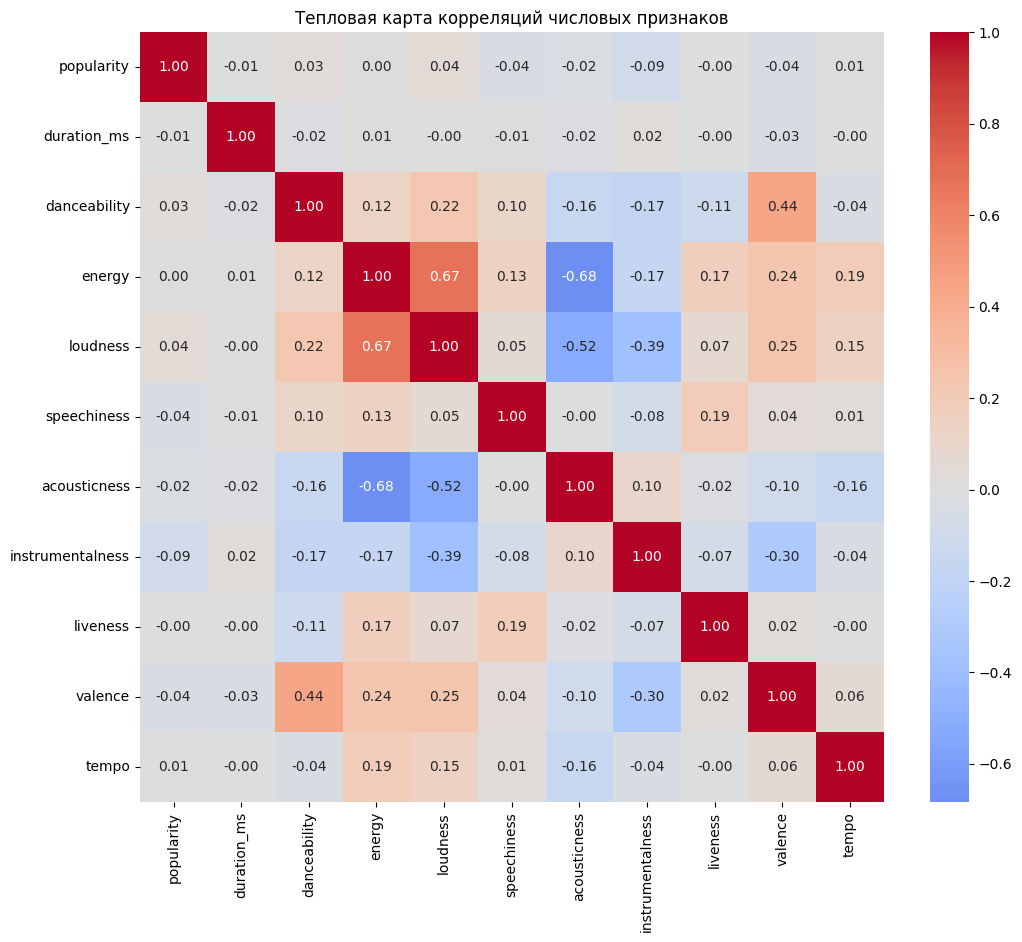 Тепловая карта корреляций числовых признаков
popularity 1.00 -0.01 0.03 0.00 0.04 -0.04 -0.02 -0.09 -0.00 -0.04 0.01
duration_ms -0.01 1.00 -0.02 0.01 -0.00 -0.01 -0.02 0.02 -0.00 -0.03 -0.00
danceability 0.03 -0.02 1.00 0.12 0.22 0.10 -0.16 -0.17 -0.11 0.44 -0.04
energy 0.00 0.01 0.12 1.00 0.67 0.13 -0.68 -0.17 0.17 0.24 0.19
loudness 0.04 -0.00 0.22 0.67 1.00 0.05 -0.52 -0.39 0.07 0.25 0.15
speechiness -0.04 -0.01 0.10 0.13 0.05 1.00 -0.00 -0.08 0.19 0.04 0.01
acousticness -0.02 -0.02 -0.16 -0.68 -0.52 -0.00 1.00 0.10 -0.02 -0.10 -0.16
instrumentalness -0.09 0.02 -0.17 -0.17 -0.39 -0.08 0.10 1.00 -0.07 -0.30 -0.04
liveness -0.00 -0.00 -0.11 0.17 0.07 0.19 -0.02 -0.07 1.00 0.02 -0.00
valence -0.04 -0.03 0.44 0.24 0.25 0.04 -0.10 -0.30 0.02 1.00 0.06
tempo 0.01 -0.00 -0.04 0.19 0.15 0.01 -0.16 -0.04 -0.00 0.06 1.00
popularity
duration_ms
danceability
energy
loudness
speechiness
acousticness
instrumentalness
liveness
valence
tempo
1.0
0.8
0.6
0.4
0.2
0.0
−0.2
−0.4
−0.6